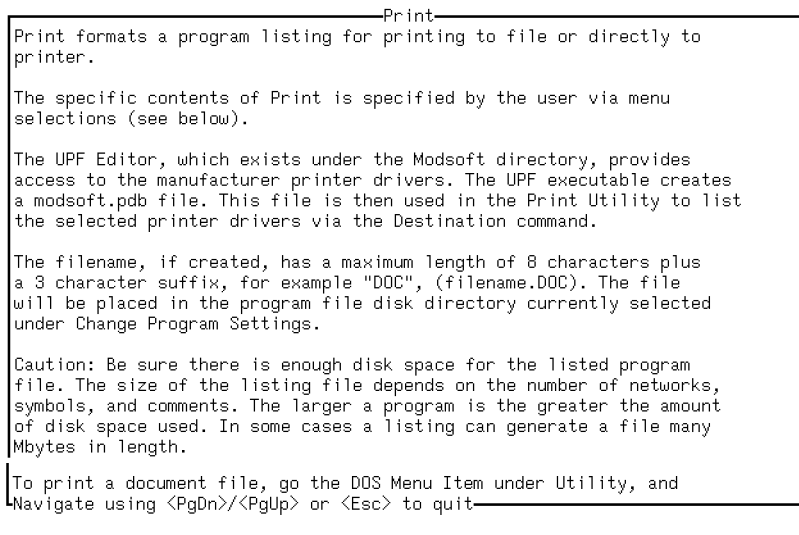 Print
Print formats a program listing for printing to file or directly to
printer.
The specific contents of Print is specified by the user via menu
selections (see below).
The UPF Editor, which exists under the Modsoft directory, provides
access to the manufacturer printer drivers. The UPF executable creates
a modsoft.pdb file. This file is then used in the Print Utility to list
the selected printer drivers via the Destination command.
The filename, if created, has a maximum length of 8 characters plus
a 3 character suffix, for example "DOC", (filename.DOC). The file
will be placed in the program file disk directory currently selected
under Change Program Settings.
Caution: Be sure there is enough disk space for the listed program
file. The size of the listing file depends on the number of networks,
symbols, and comments. The larger a program is the greater the amount
of disk space used. In some cases a listing can generate a file many
Mbytes in length.
To print a document file, go the DOS Menu Item under Utility, and
Navigate using <PgDn>/<PgUp> or <Esc> to quit